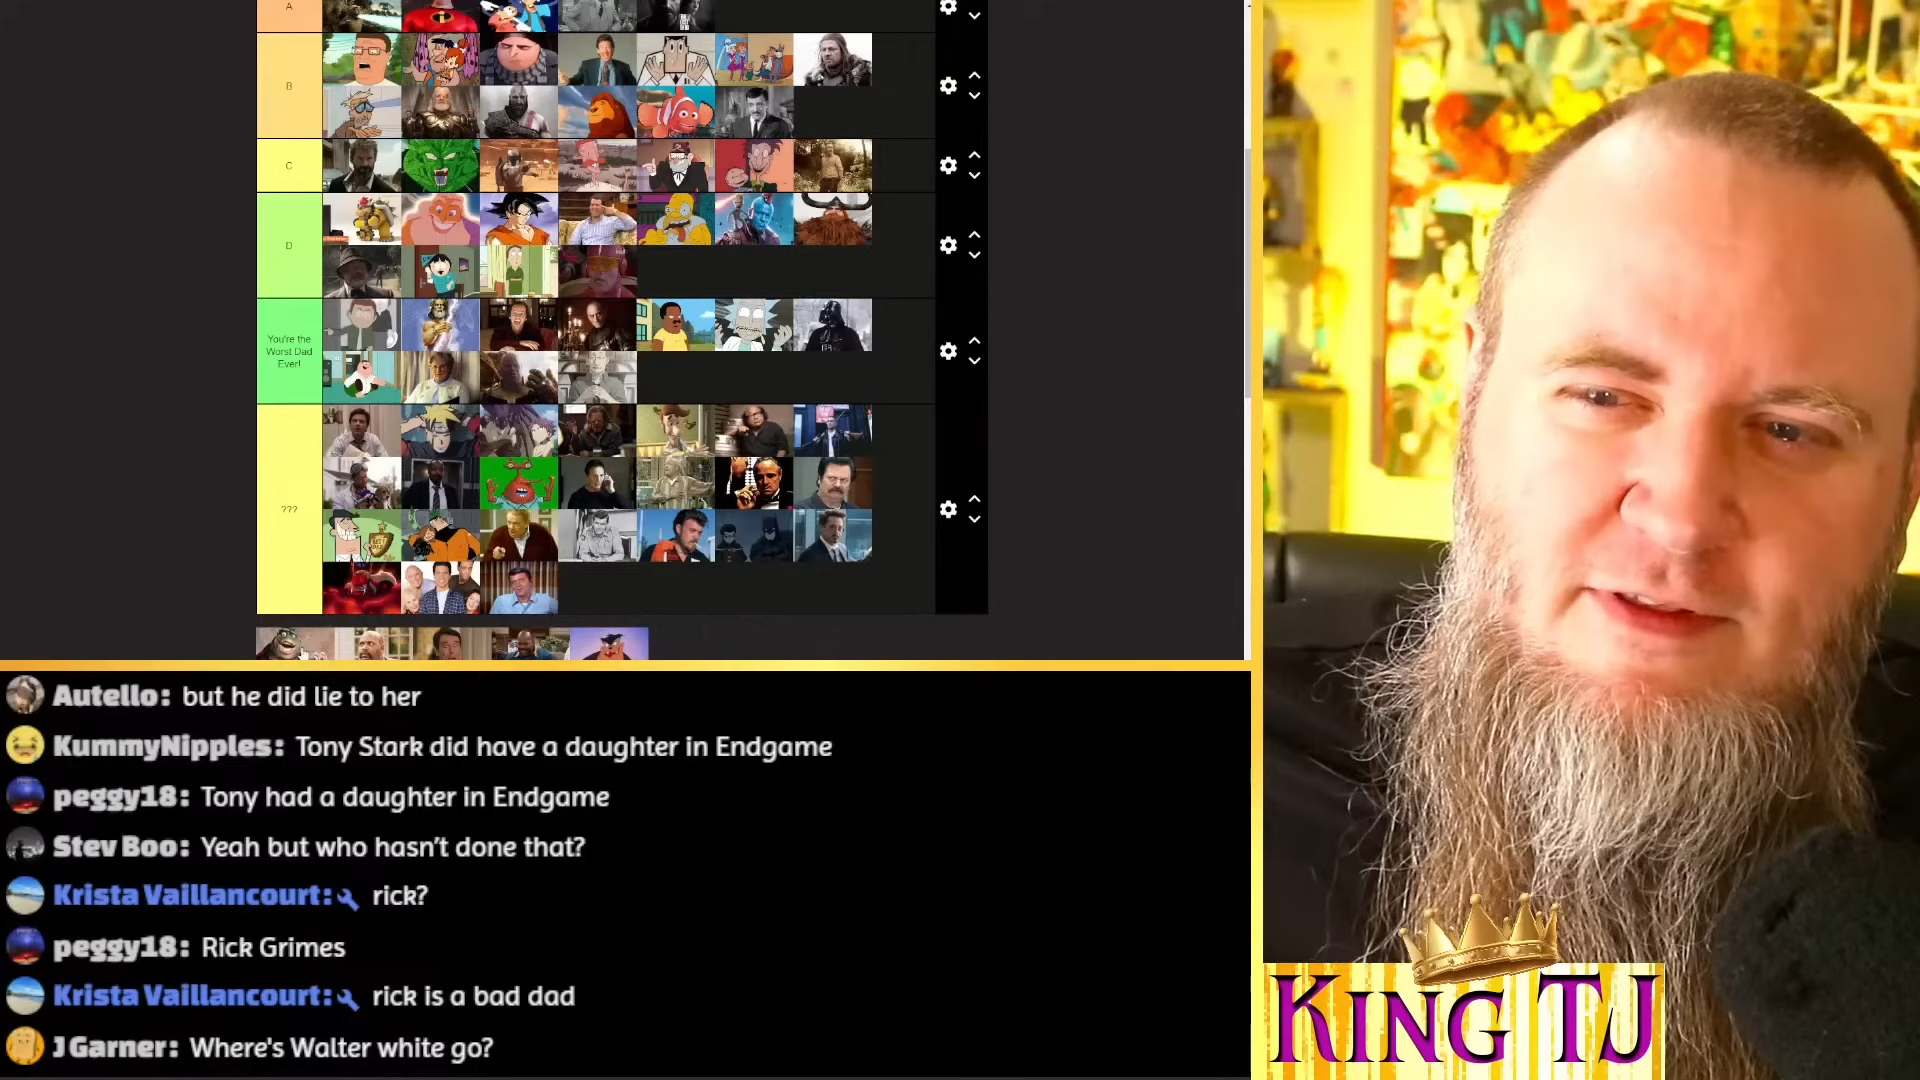 A
B
C
D
You're the
Worst Dad
Ever!
???
Autello: but he did lie to her
KummyNipples: Tony Stark did have a daughter in Endgame
peggy18: Tony had a daughter in Endgame
Stev Boo: Yeah but who hasn't done that?
Krista Vaillancourt: rick?
peggy18: Rick Grimes
Krista Vaillancourt: rick is a bad dad
J Garner: Where's Walter white go?
KING TJ